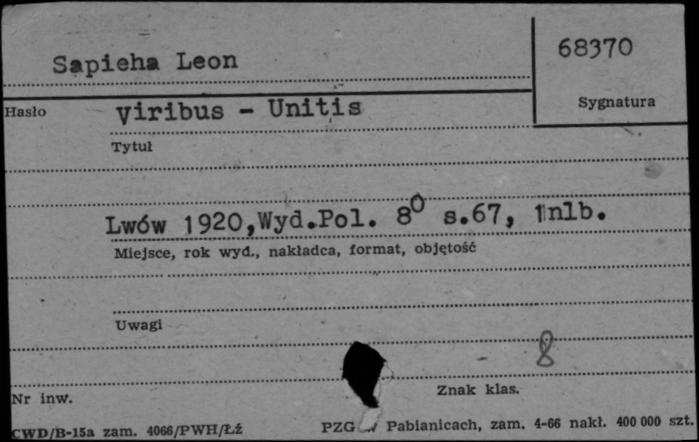 Sapieha Leon
68370
Hasło
Sygnatura
Viribus - Unitis
Tytuł
Lwów 1920,Wyd.Pol. 8º s.67, 1nlb.
Miejsce, rok wyd., nakładca, format, objętość
Uwagi
8
Nr inw.
Znak klas.
CWD/B-15a zam. 4066/PWH/Łź
PZG w Pabianicach, zam. 4-66 nakł. 400 000 szt.